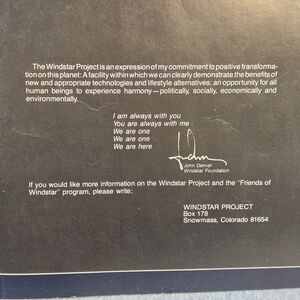 The Windstar Project is an expression of my commitment to positive transforma-
tion on this planet: A facility within which we can clearly demonstrate the benefits of
new and appropriate technologies and lifestyle alternatives: an opportunity for all
human beings to experience harmony—politically, socially, economically and
environmentally.
I am always with you
You are always with me
We are one
We are one
We are here
John
John Denver
Windstar Foundation
If you would like more information on the Windstar Project and the "Friends of
Windstar" program, please write:
WINDSTAR PROJECT
Box 178
Snowmass, Colorado 81654